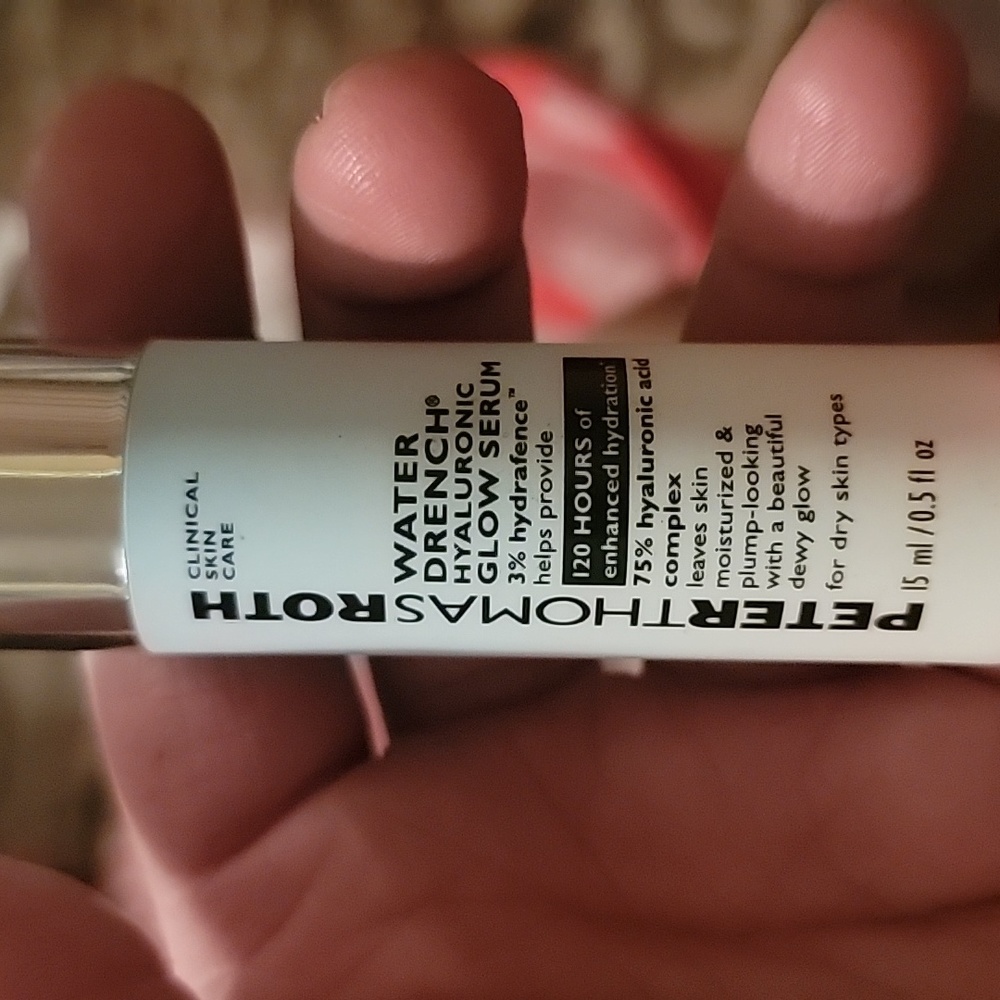 PETERTHOMASROTH
CLINICAL
SKIN
CARE
WATER
DRENCH®
HYALURONIC
GLOW SERUM
3% hydrafence™
helps provide
120 HOURS of
enhanced hydration*
75% hyaluronic acid
complex
leaves skin
moisturized &
plump-looking
with a beautiful
dewy glow
for dry skin types
15 ml / 0.5 fl oz